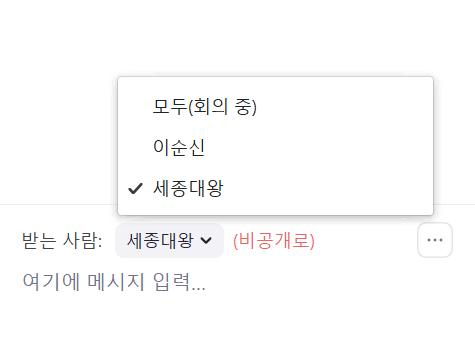 모두(회의 중)
이순신
세종대왕
받는 사람: 세종대왕 (비공개로)
여기에 메시지 입력...